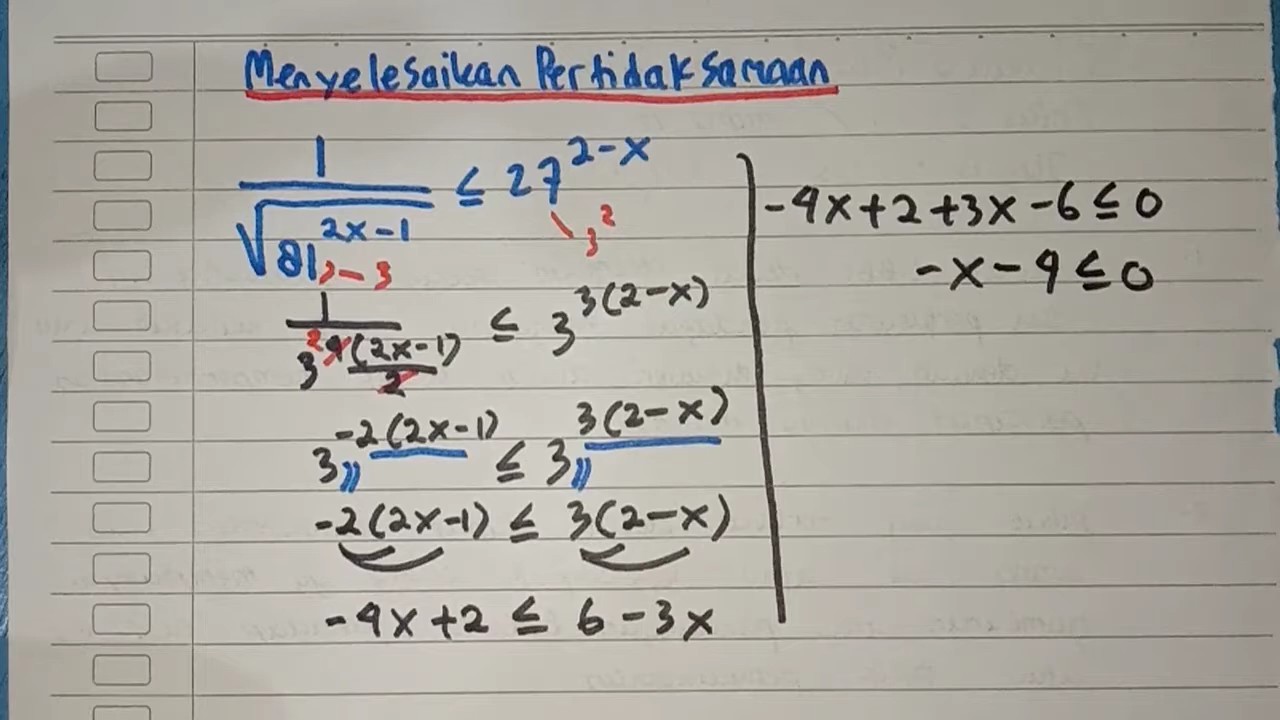 Menyelesaikan Pertidaksamaan
1/√81^(2x-1) ≤ 27^(2-x)
3 - 3 3²
1/3^(2 4(2x-1)/2) ≤ 3^(3(2-x))
3^(-2(2x-1)) ≤ 3^(3(2-x))
-2(2x-1) ≤ 3(2-x)
-4x+2 ≤ 6-3x
-4x+2+3x-6≤0
-x-4≤0